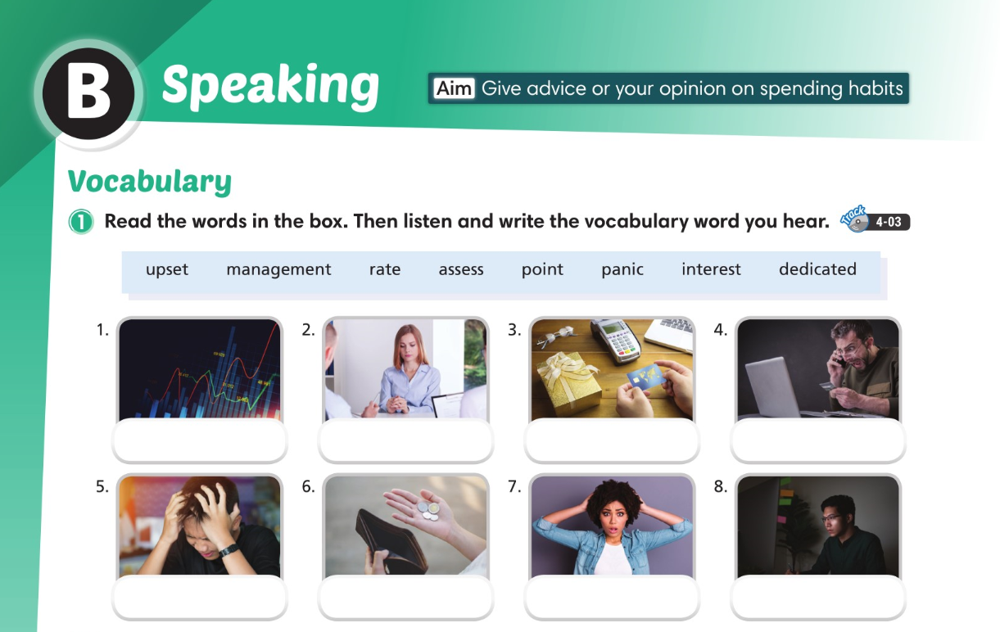 B
Speaking
Aim Give advice or your opinion on spending habits
Vocabulary
1 Read the words in the box. Then listen and write the vocabulary word you hear. Track 4-03
upset management rate assess point panic interest dedicated
1. 2. 3. 4.
5. 6. 7. 8.